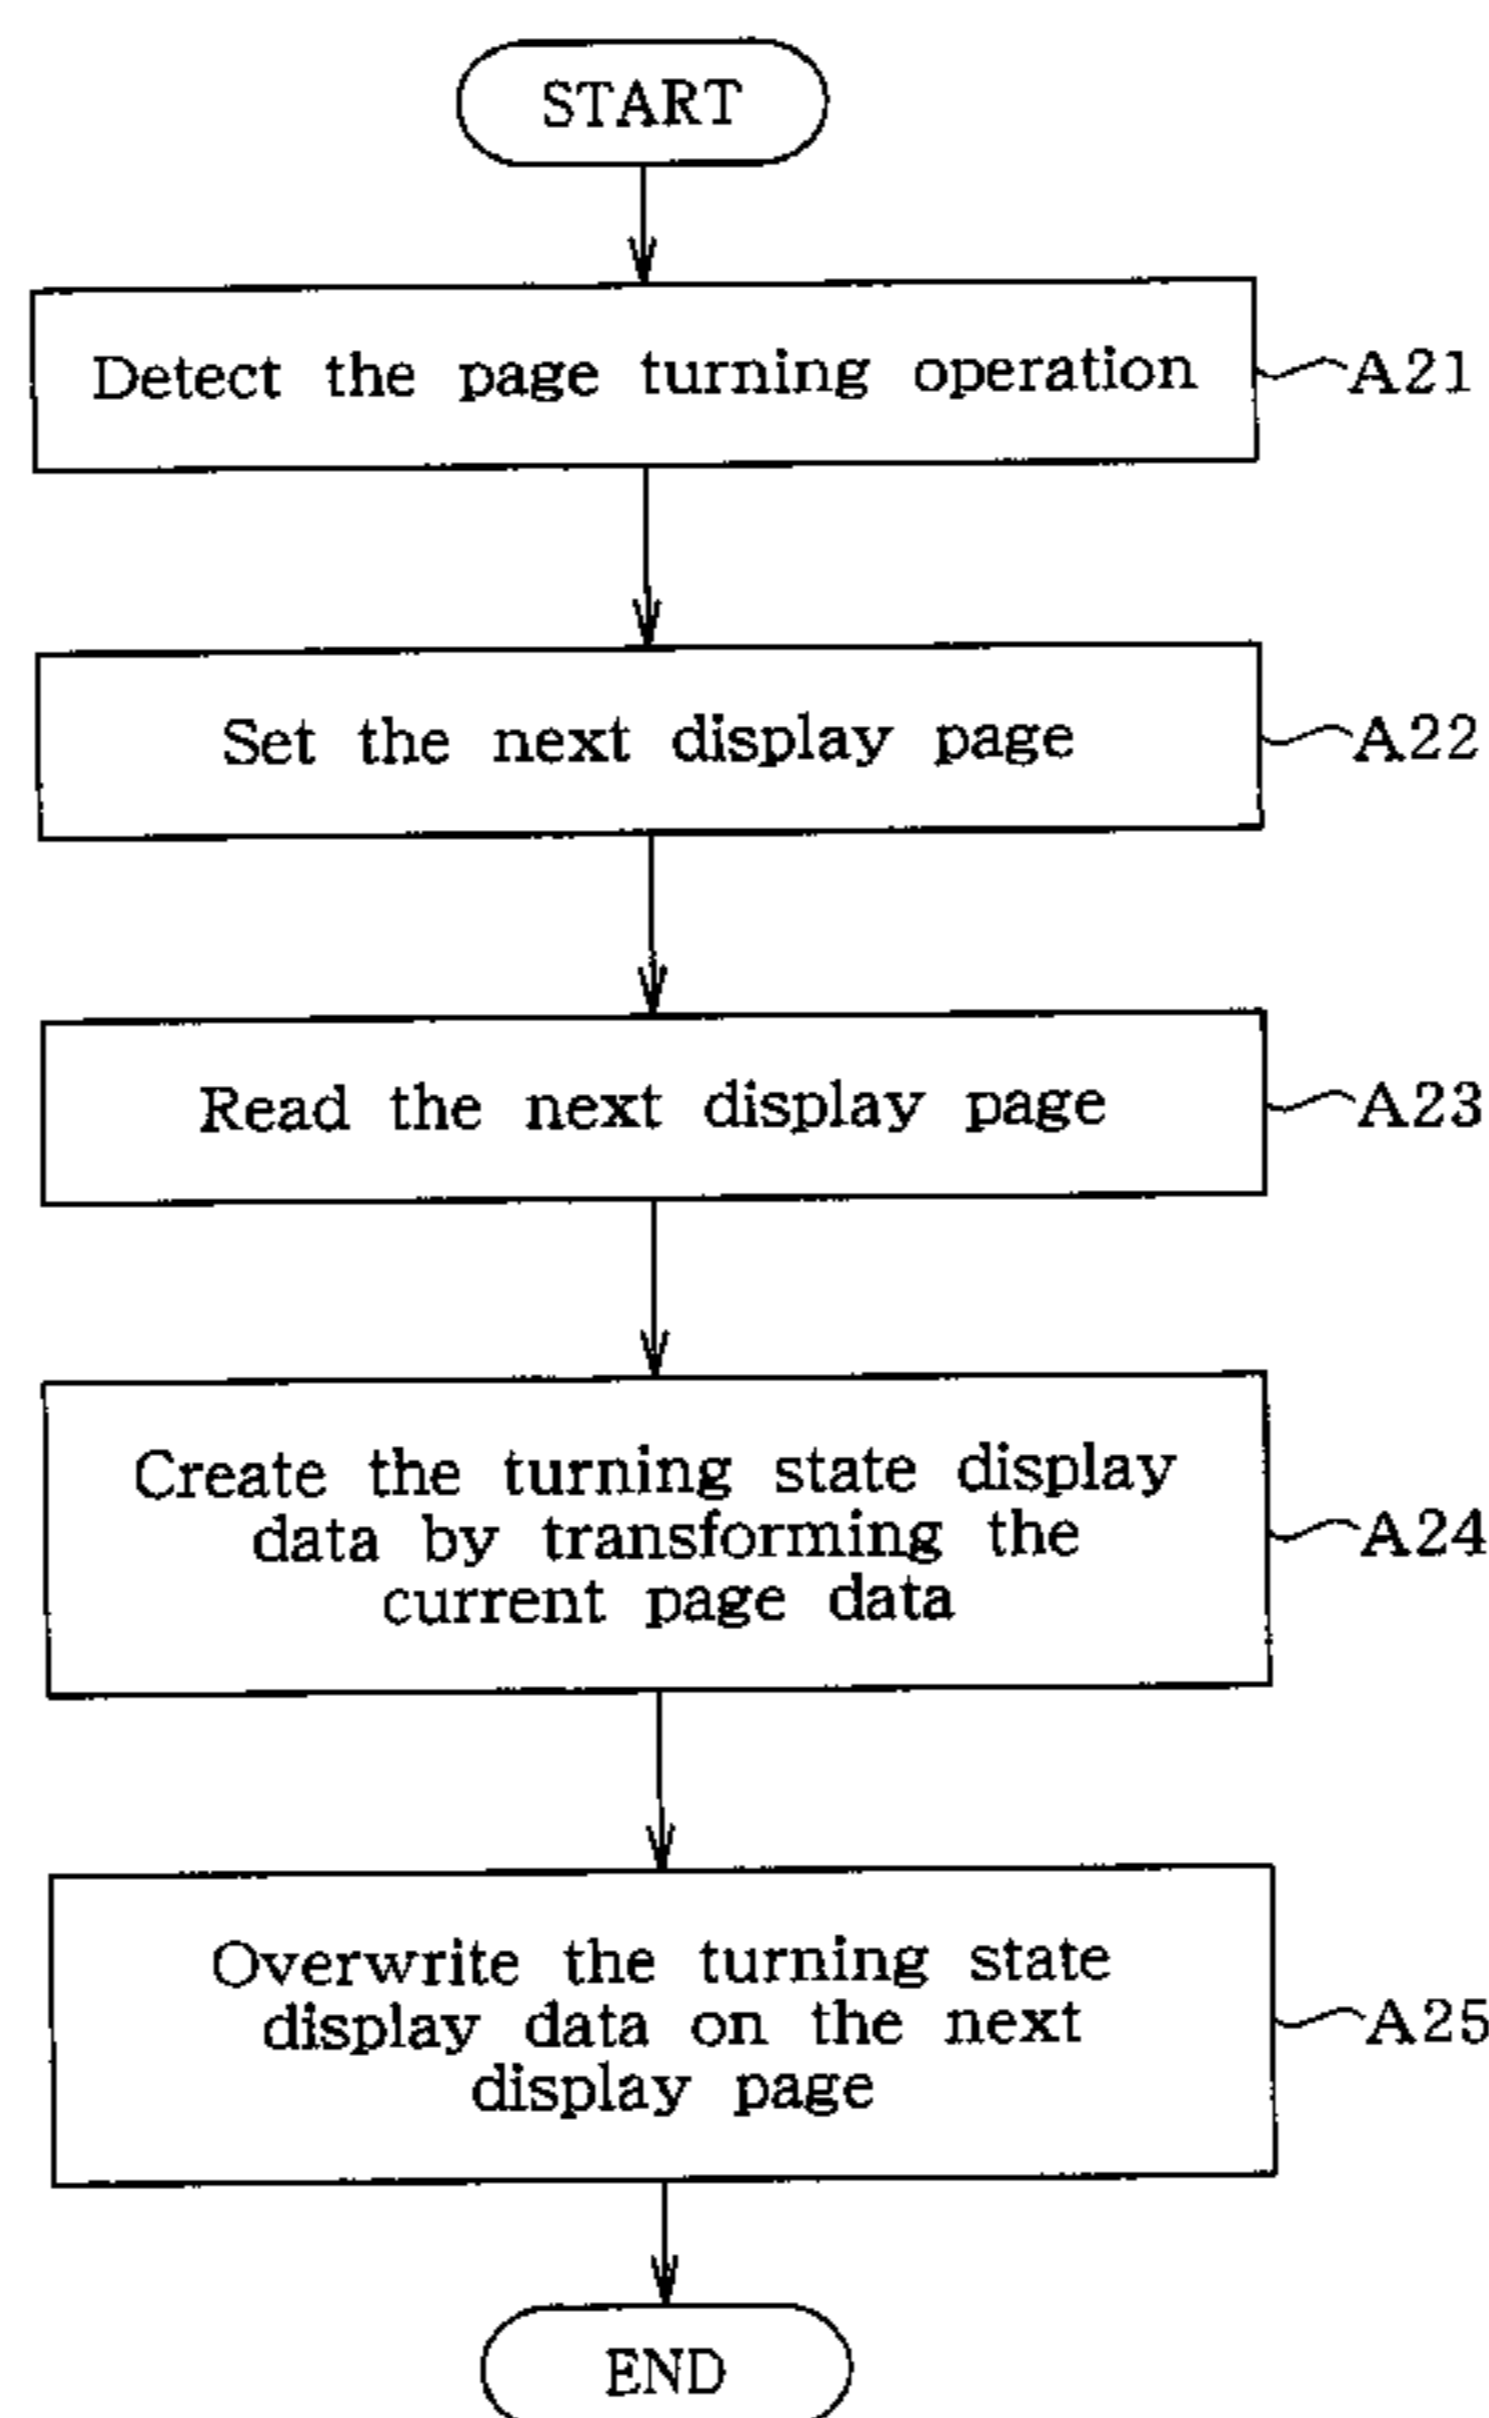 START
Detect the page turning operation
A21
Set the next display page
A22
Read the next display page
A23
Create the turning state display
data by transforming the
current page data
A24
Overwrite the turning state
display data on the next
display page
A25
END